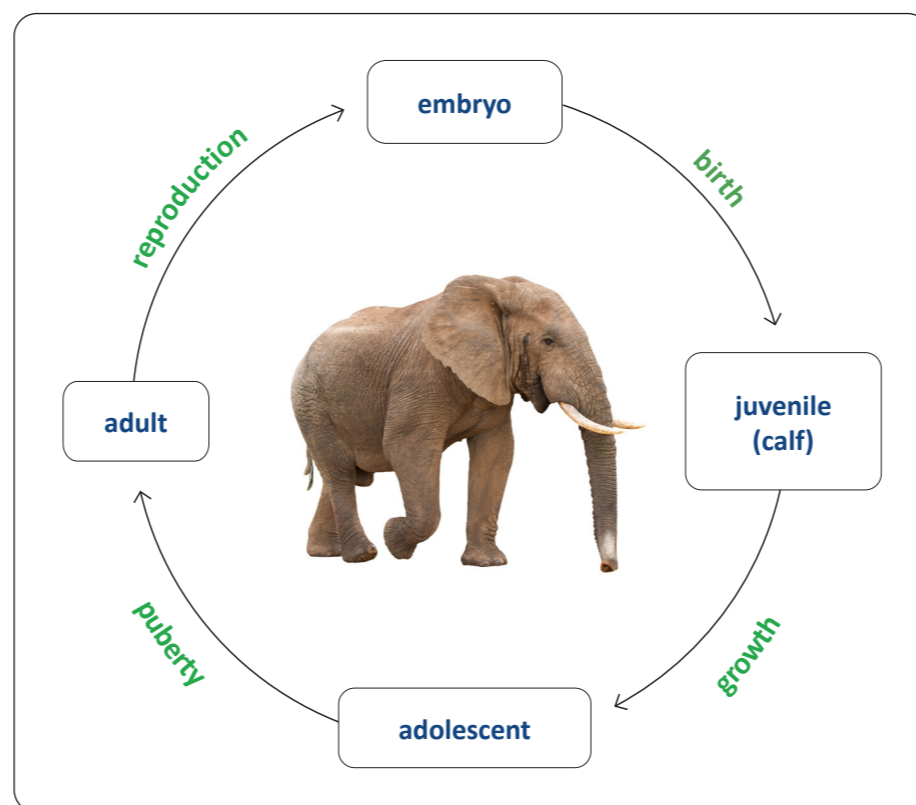 embryo
birth
juvenile
(calf)
growth
adolescent
puberty
adult
reproduction